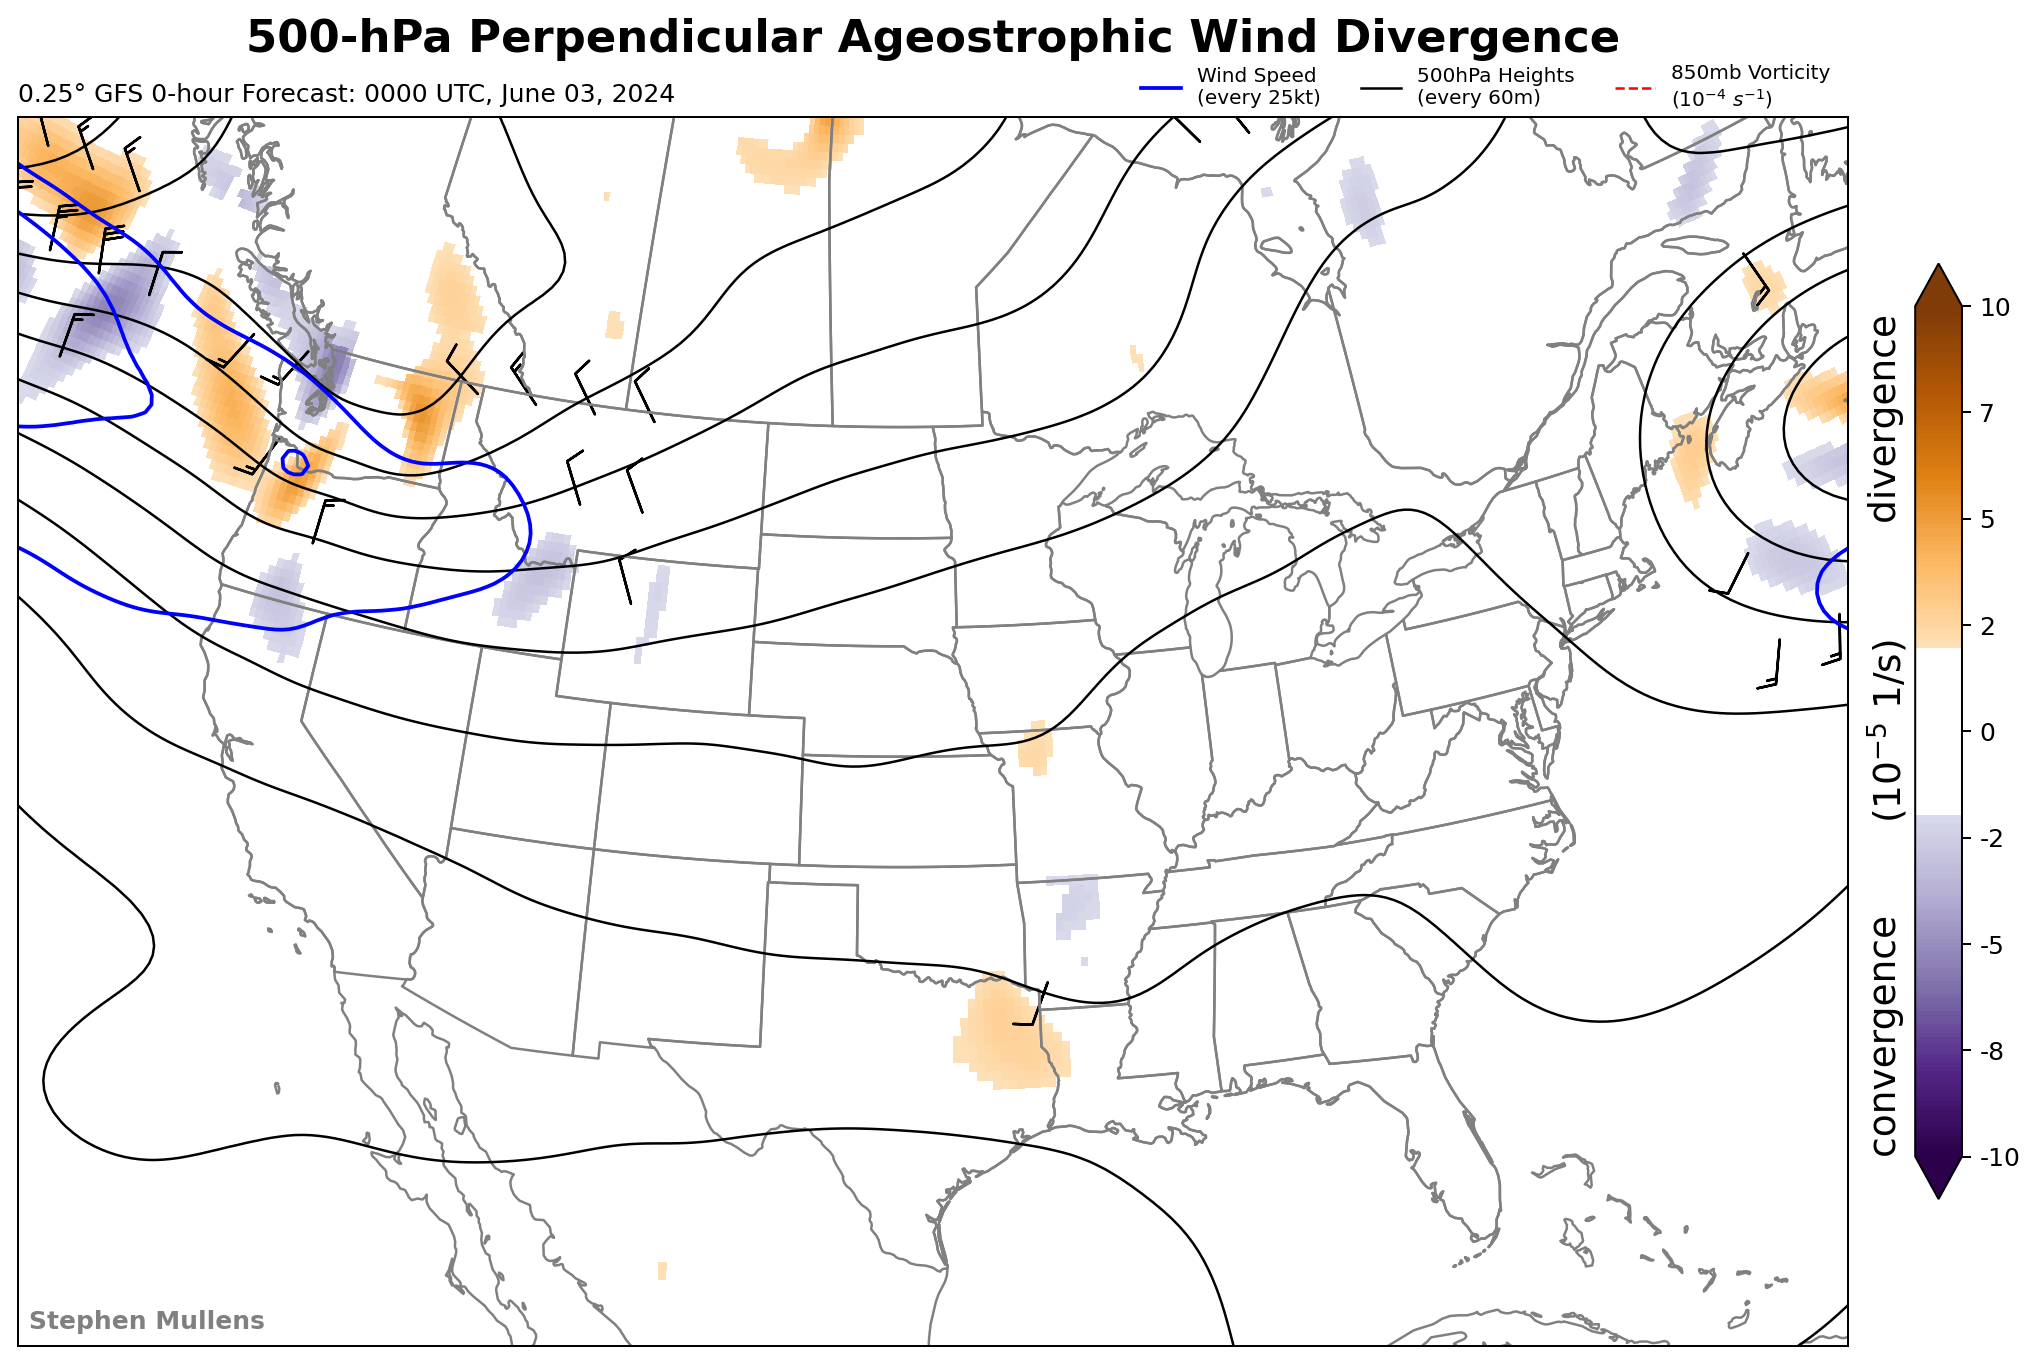 500-hPa Perpendicular Ageostrophic Wind Divergence
0.25° GFS 0-hour Forecast: 0000 UTC, June 03, 2024
Wind Speed
(every 25kt)
500hPa Heights
(every 60m)
850mb Vorticity
(10⁻⁴ s⁻¹)
10
7
5
2
0
-2
-5
-8
-10
convergence (10⁻⁵ 1/s) divergence
Stephen Mullens